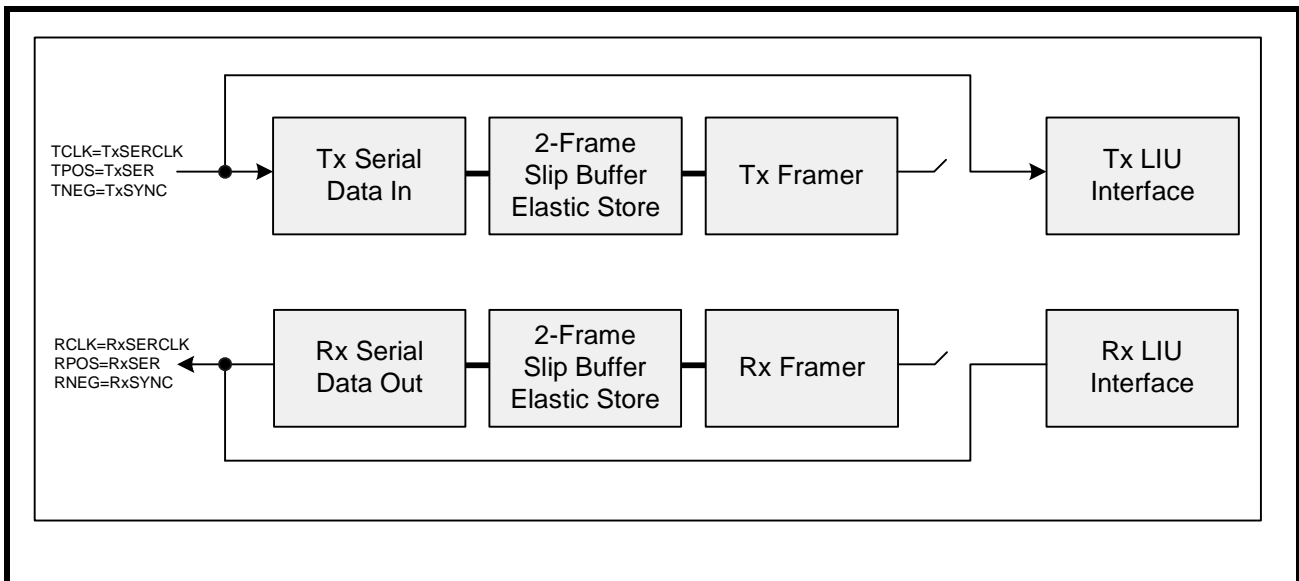 TCLK=TxSERCLK
TPOS=TxSER
TNEG=TxSYNC
Tx Serial
Data In
2-Frame
Slip Buffer
Elastic Store
Tx Framer
Tx LIU
Interface
RCLK=RxSERCLK
RPOS=RxSER
RNEG=RxSYNC
Rx Serial
Data Out
2-Frame
Slip Buffer
Elastic Store
Rx Framer
Rx LIU
Interface